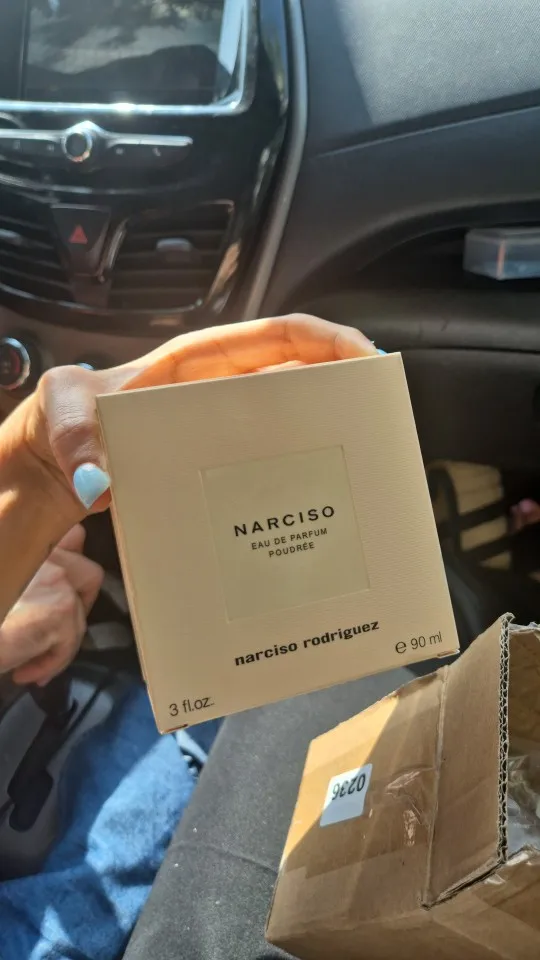 NARCISO
EAU DE PARFUM
POUDRÉE
narciso rodriguez
3 fl.oz. e 90 ml
0236